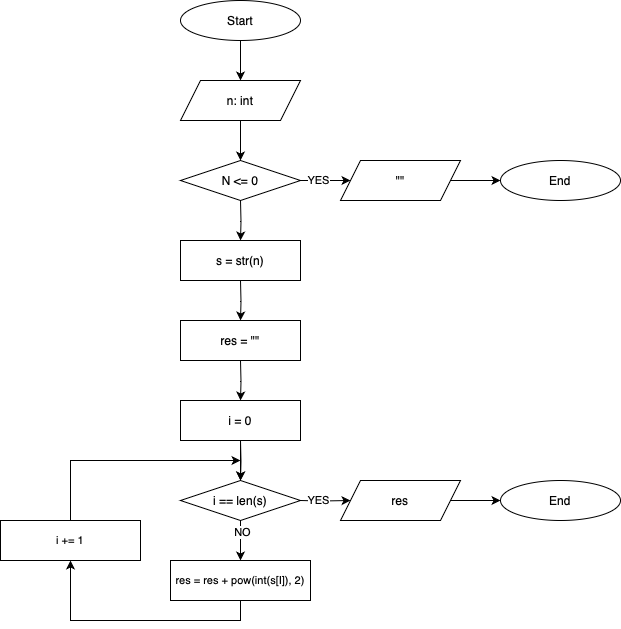 Start
n: int
N <= 0
YES
""
End
s = str(n)
res = ""
i = 0
i == len(s)
YES
res
End
NO
i += 1
res = res + pow(int(s[I]), 2)